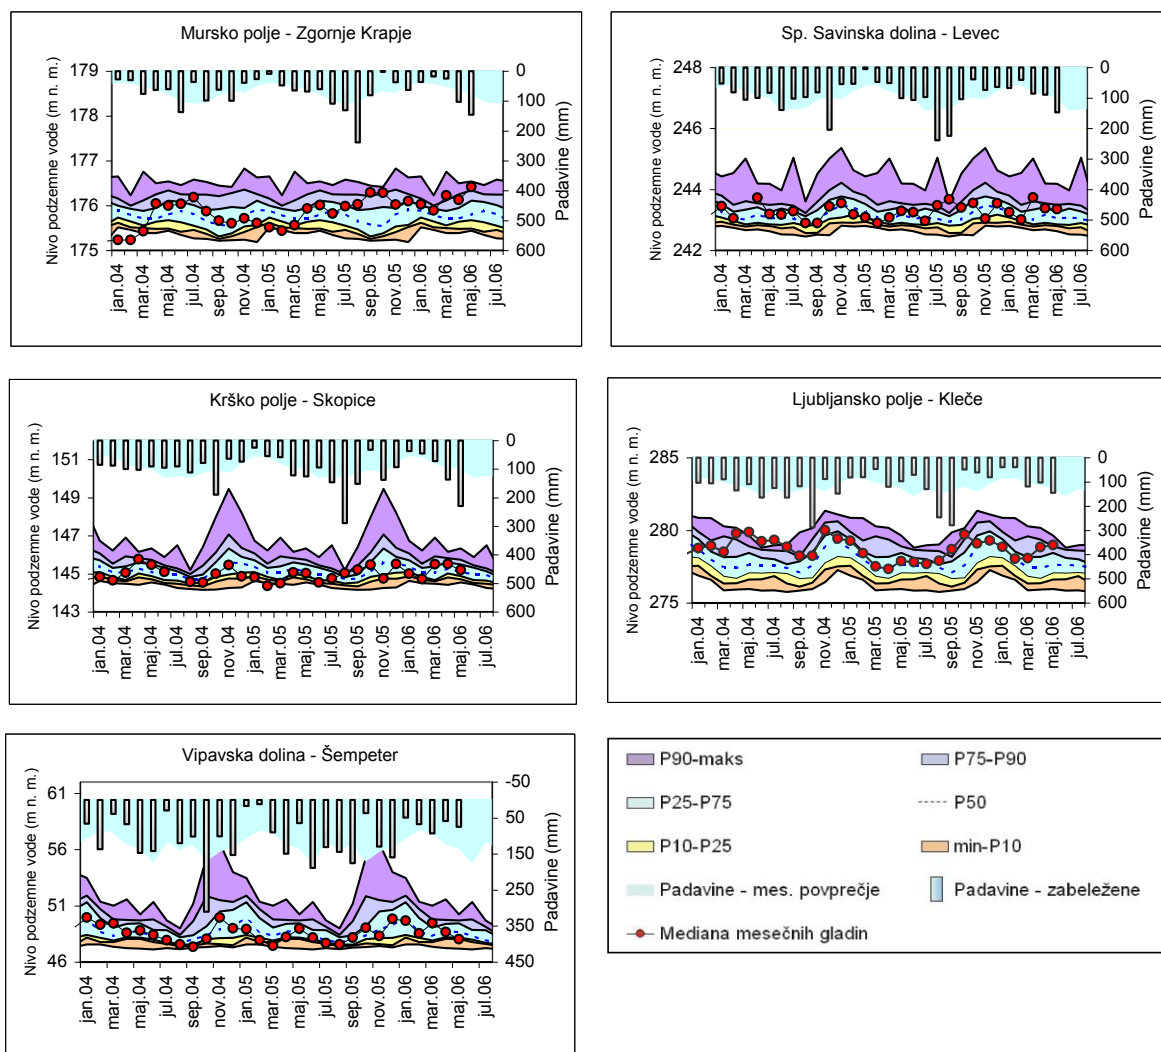 Mursko polje - Zgornje Krapje
Nivo podzemne vode (m n. m.)
179
178
177
176
175
0
100
200
300
400
500
600
Padavine (mm)
jan.04
mar.04
maj.04
jul.04
sep.04
nov.04
jan.05
mar.05
maj.05
jul.05
sep.05
nov.05
jan.06
mar.06
maj.06
jul.06
Sp. Savinska dolina - Levec
Nivo podzemne vode (m n. m.)
248
246
244
242
0
100
200
300
400
500
600
Padavine (mm)
jan.04
mar.04
maj.04
jul.04
sep.04
nov.04
jan.05
mar.05
maj.05
jul.05
sep.05
nov.05
jan.06
mar.06
maj.06
jul.06
Krško polje - Skopice
Nivo podzemne vode (m n. m.)
151
149
147
145
143
0
100
200
300
400
500
600
Padavine (mm)
jan.04
mar.04
maj.04
jul.04
sep.04
nov.04
jan.05
mar.05
maj.05
jul.05
sep.05
nov.05
jan.06
mar.06
maj.06
jul.06
Ljubljansko polje - Kleče
Nivo podzemne vode (m n. m.)
285
280
275
0
100
200
300
400
500
600
Padavine (mm)
jan.04
mar.04
maj.04
jul.04
sep.04
nov.04
jan.05
mar.05
maj.05
jul.05
sep.05
nov.05
jan.06
mar.06
maj.06
jul.06
Vipavska dolina - Šempeter
Nivo podzemne vode (m n. m.)
61
56
51
46
-50
50
150
250
350
450
Padavine (mm)
jan.04
mar.04
maj.04
jul.04
sep.04
nov.04
jan.05
mar.05
maj.05
jul.05
sep.05
nov.05
jan.06
mar.06
maj.06
jul.06
P90-maks
P75-P90
P25-P75
P50
P10-P25
min-P10
Padavine - mes. povprečje
Padavine - zabeležene
Mediana mesečnih gladin